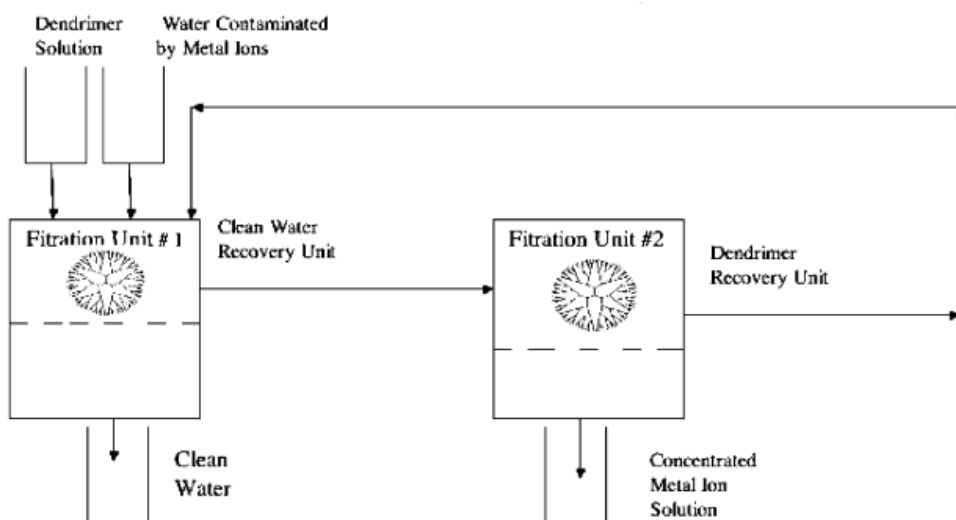 Dendrimer
Solution
Water Contaminated
by Metal Ions
Fitration Unit # 1
Clean Water
Recovery Unit
Fitration Unit #2
Dendrimer
Recovery Unit
Clean
Water
Concentrated
Metal Ion
Solution